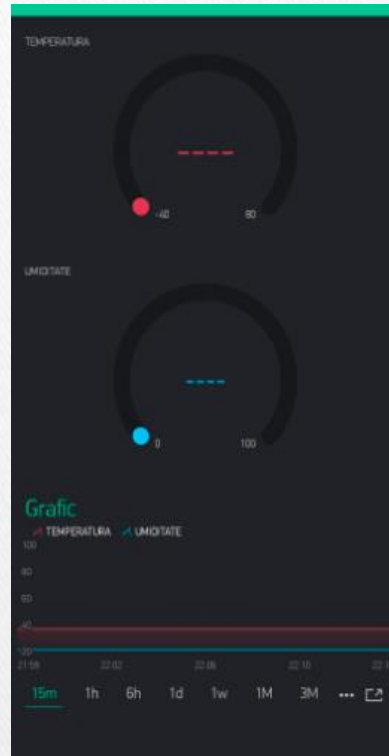 TEMPERATURA
-40 80
UMIDITATE
0 100
Grafic
TEMPERATURA UMIDITATE
100
80
60
40
20
21:58 22:02 22:06 22:10
15m 1h 6h 1d 1w 1M 3M •••